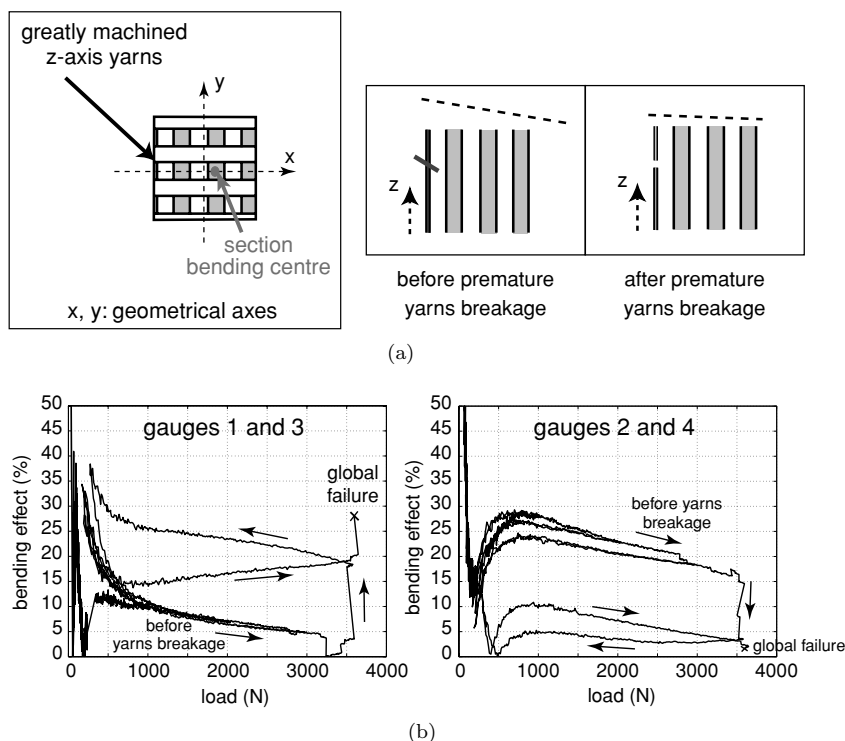 greatly machined
z-axis yarns
y
x
section
bending centre
x, y: geometrical axes
z
z
before premature
yarns breakage
after premature
yarns breakage
(a)
50
45
40
35
30
25
20
15
10
5
0
bending effect (%)
gauges 1 and 3
global
failure
before
yarns breakage
0 1000 2000 3000 4000
load (N)
50
45
40
35
30
25
20
15
10
5
0
bending effect (%)
gauges 2 and 4
before yarns
breakage
global failure
0 1000 2000 3000 4000
load (N)
(b)